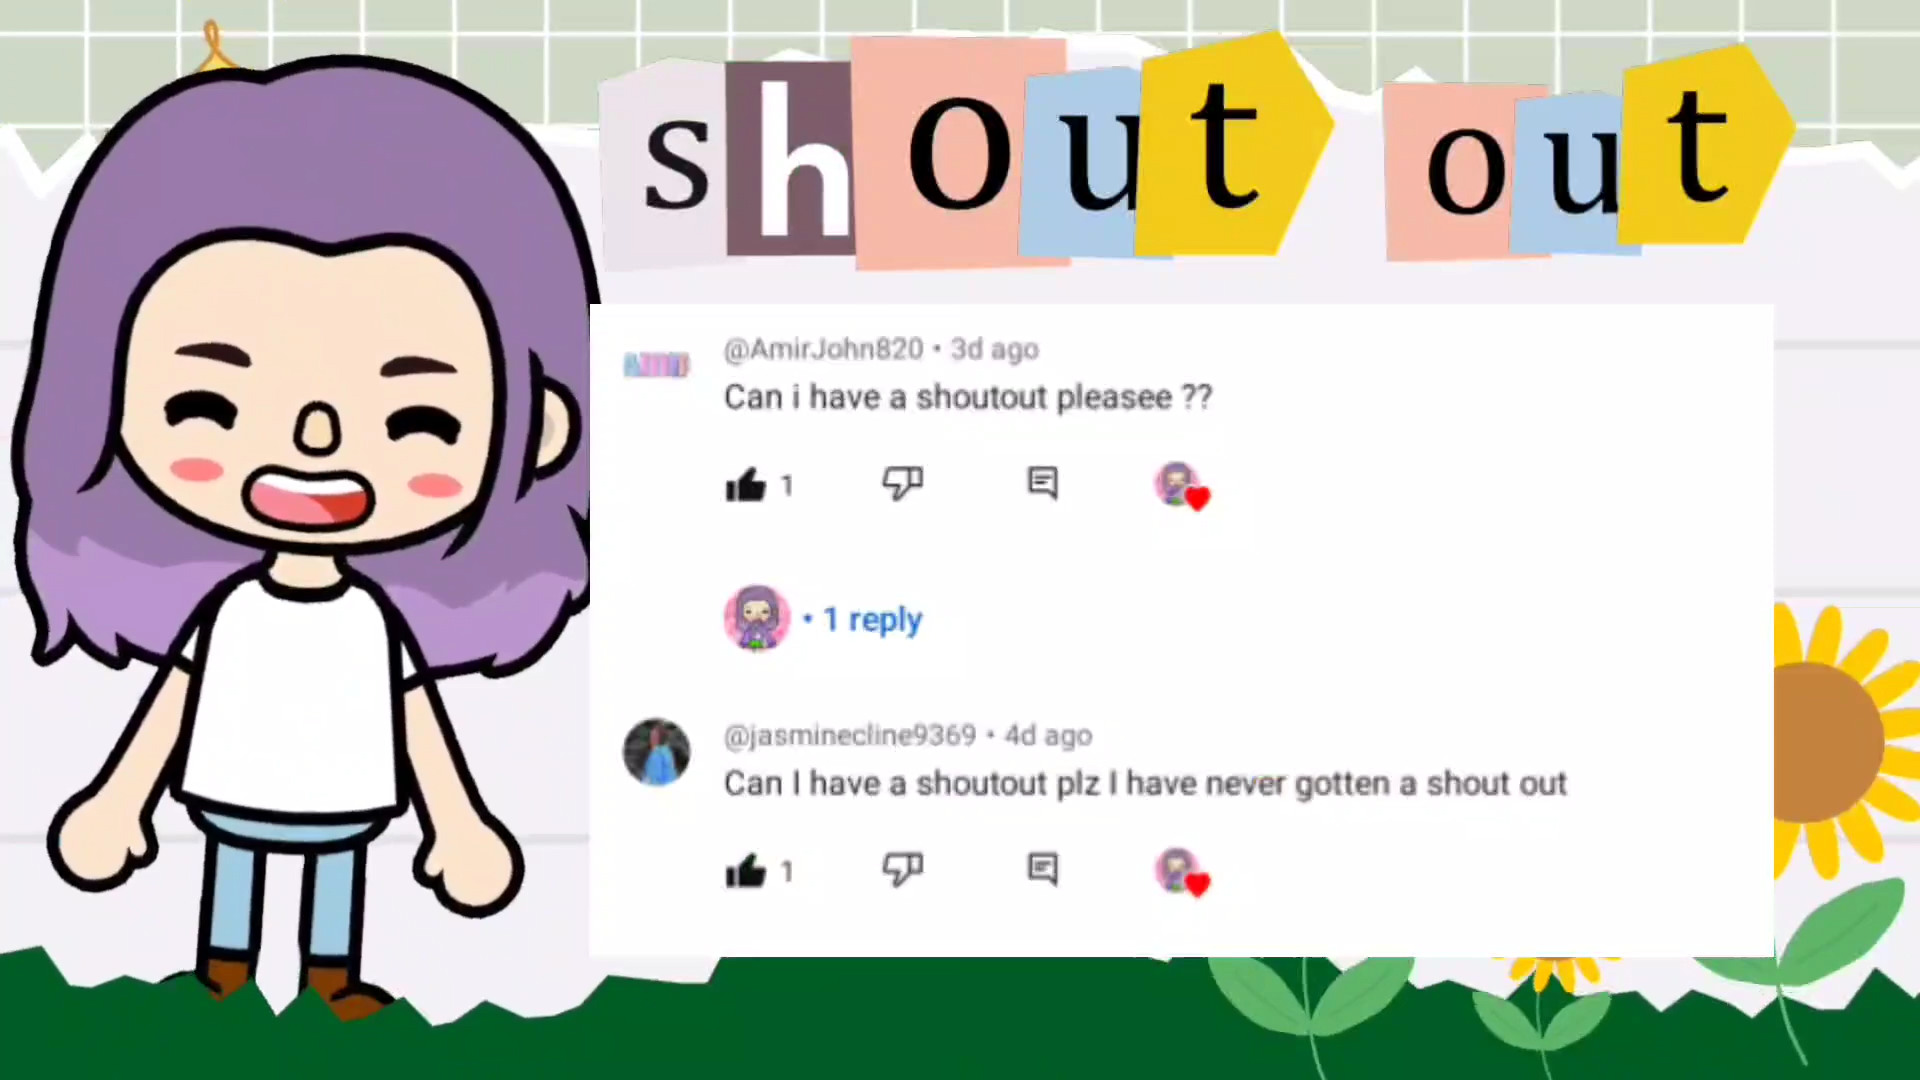 shout out
@AmirJohn820 • 3d ago
Can i have a shoutout pleasee ??
1
• 1 reply
@jasminecline9369 • 4d ago
Can I have a shoutout plz I have never gotten a shout out
1